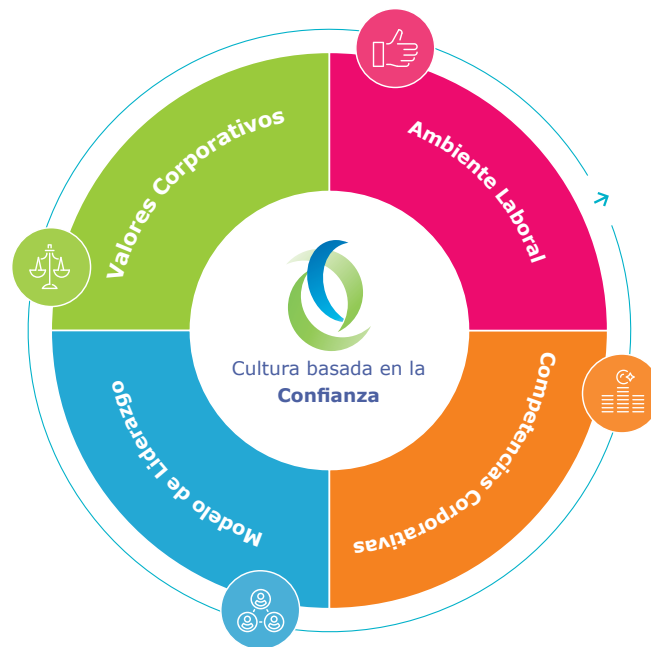 Valores Corporativos
Ambiente Laboral
Cultura basada en la
Confianza
Modelo de Liderazgo
Competencias Corporativas